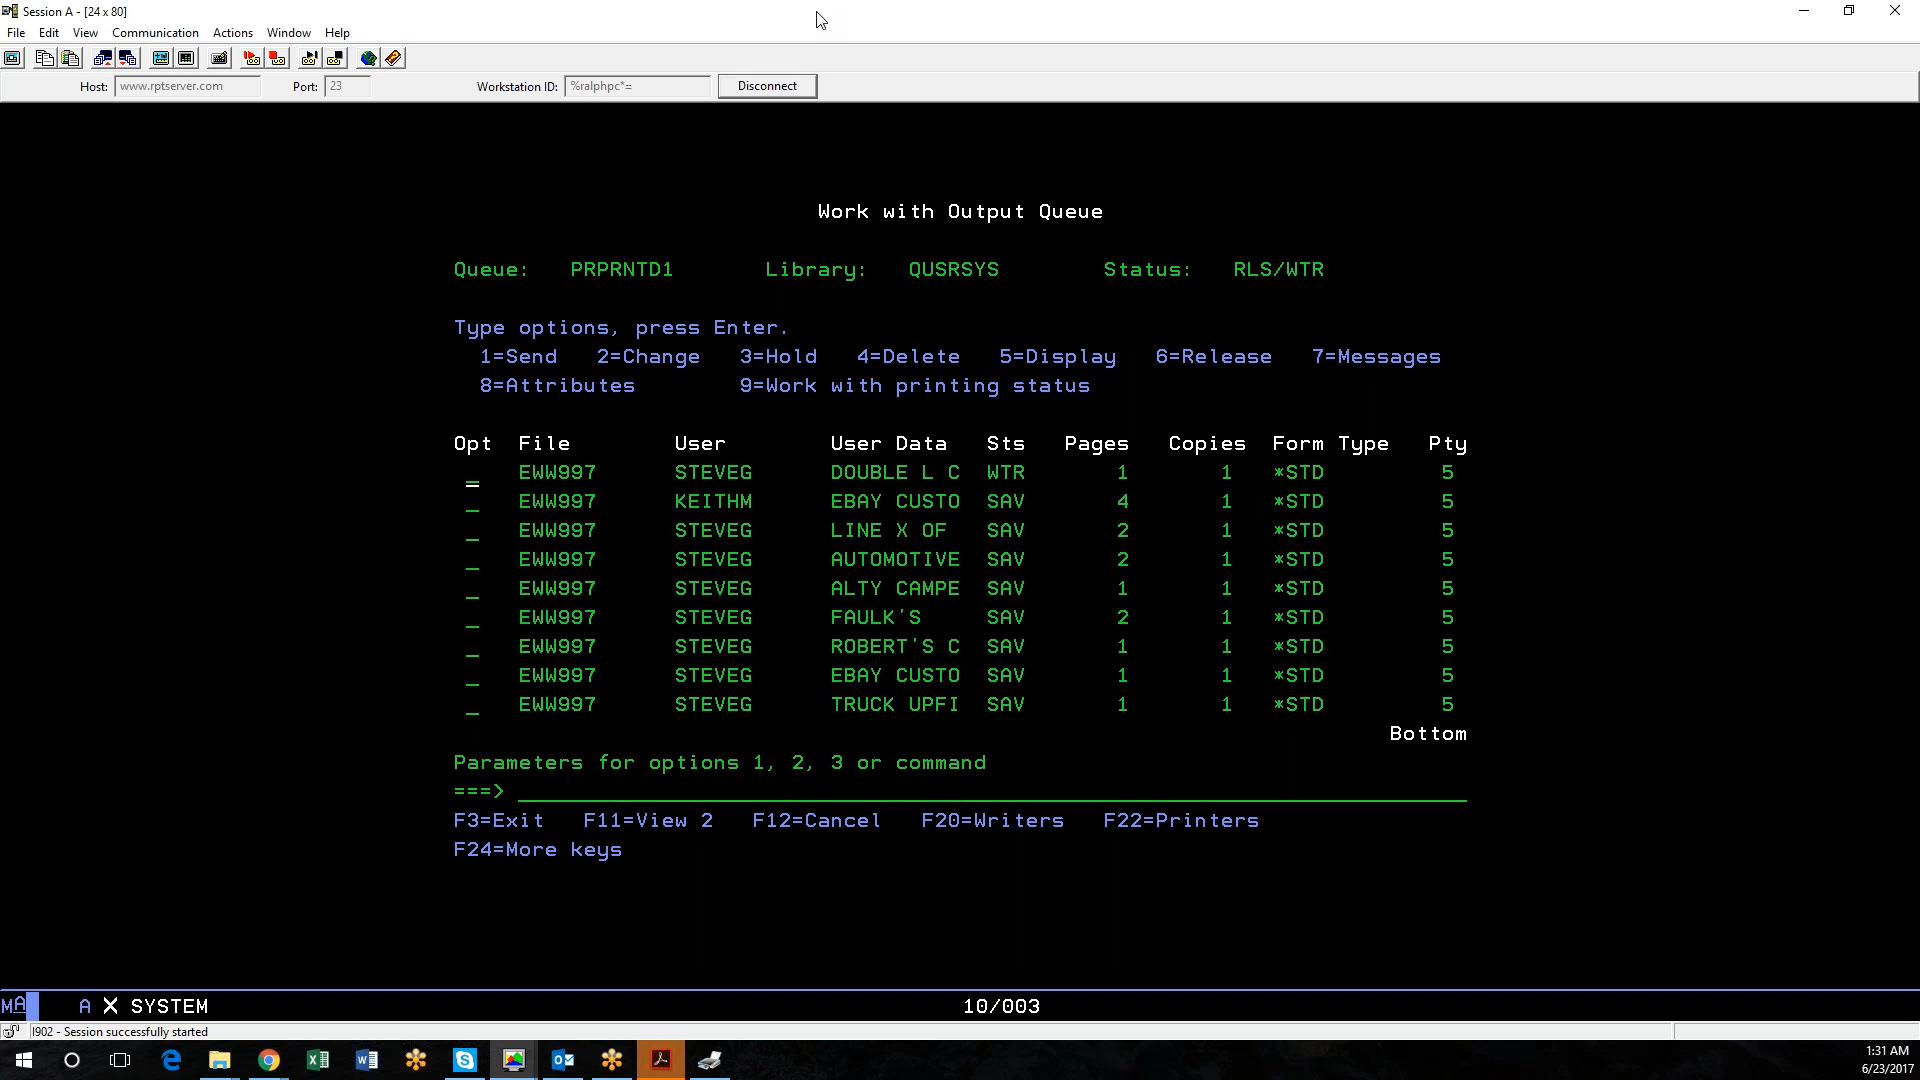 Session A - [24 x 80]
File Edit View Communication Actions Window Help
Host: www.rptserver.com Port: 23 Workstation ID: %ralphpc*= Disconnect
Work with Output Queue
Queue: PRPRNTD1 Library: QUSRSYS Status: RLS/WTR
Type options, press Enter.
1=Send 2=Change 3=Hold 4=Delete 5=Display 6=Release 7=Messages
8=Attributes 9=Work with printing status
Opt File User User Data Sts Pages Copies Form Type Pty
_ EWW997 STEVEG DOUBLE L C WTR 1 1 *STD 5
_ EWW997 KEITHM EBAY CUSTO SAV 4 1 *STD 5
_ EWW997 STEVEG LINE X OF SAV 2 1 *STD 5
_ EWW997 STEVEG AUTOMOTIVE SAV 2 1 *STD 5
_ EWW997 STEVEG ALTY CAMPE SAV 1 1 *STD 5
_ EWW997 STEVEG FAULK'S SAV 2 1 *STD 5
_ EWW997 STEVEG ROBERT'S C SAV 1 1 *STD 5
_ EWW997 STEVEG EBAY CUSTO SAV 1 1 *STD 5
_ EWW997 STEVEG TRUCK UPFI SAV 1 1 *STD 5
Bottom
Parameters for options 1, 2, 3 or command
===>
F3=Exit F11=View 2 F12=Cancel F20=Writers F22=Printers
F24=More keys
MA A X SYSTEM 10/003
I902 - Session successfully started
1:31 AM
6/23/2017